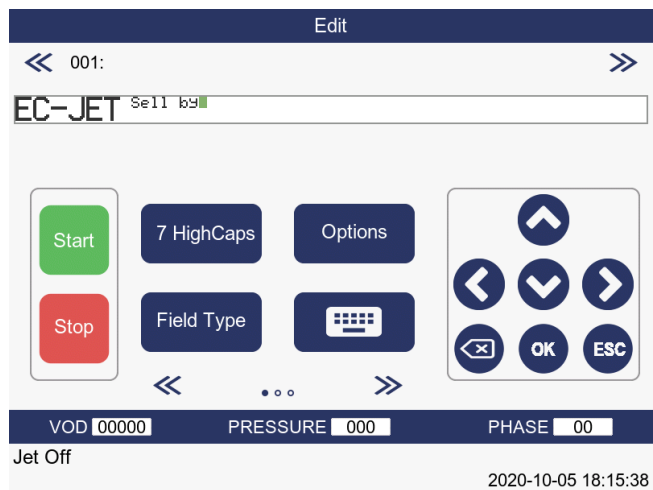 Edit
001:
EC-JET Sell by
Start 7 HighCaps Options
Stop Field Type
OK ESC
VOD 00000 PRESSURE 000 PHASE 00
Jet Off
2020-10-05 18:15:38